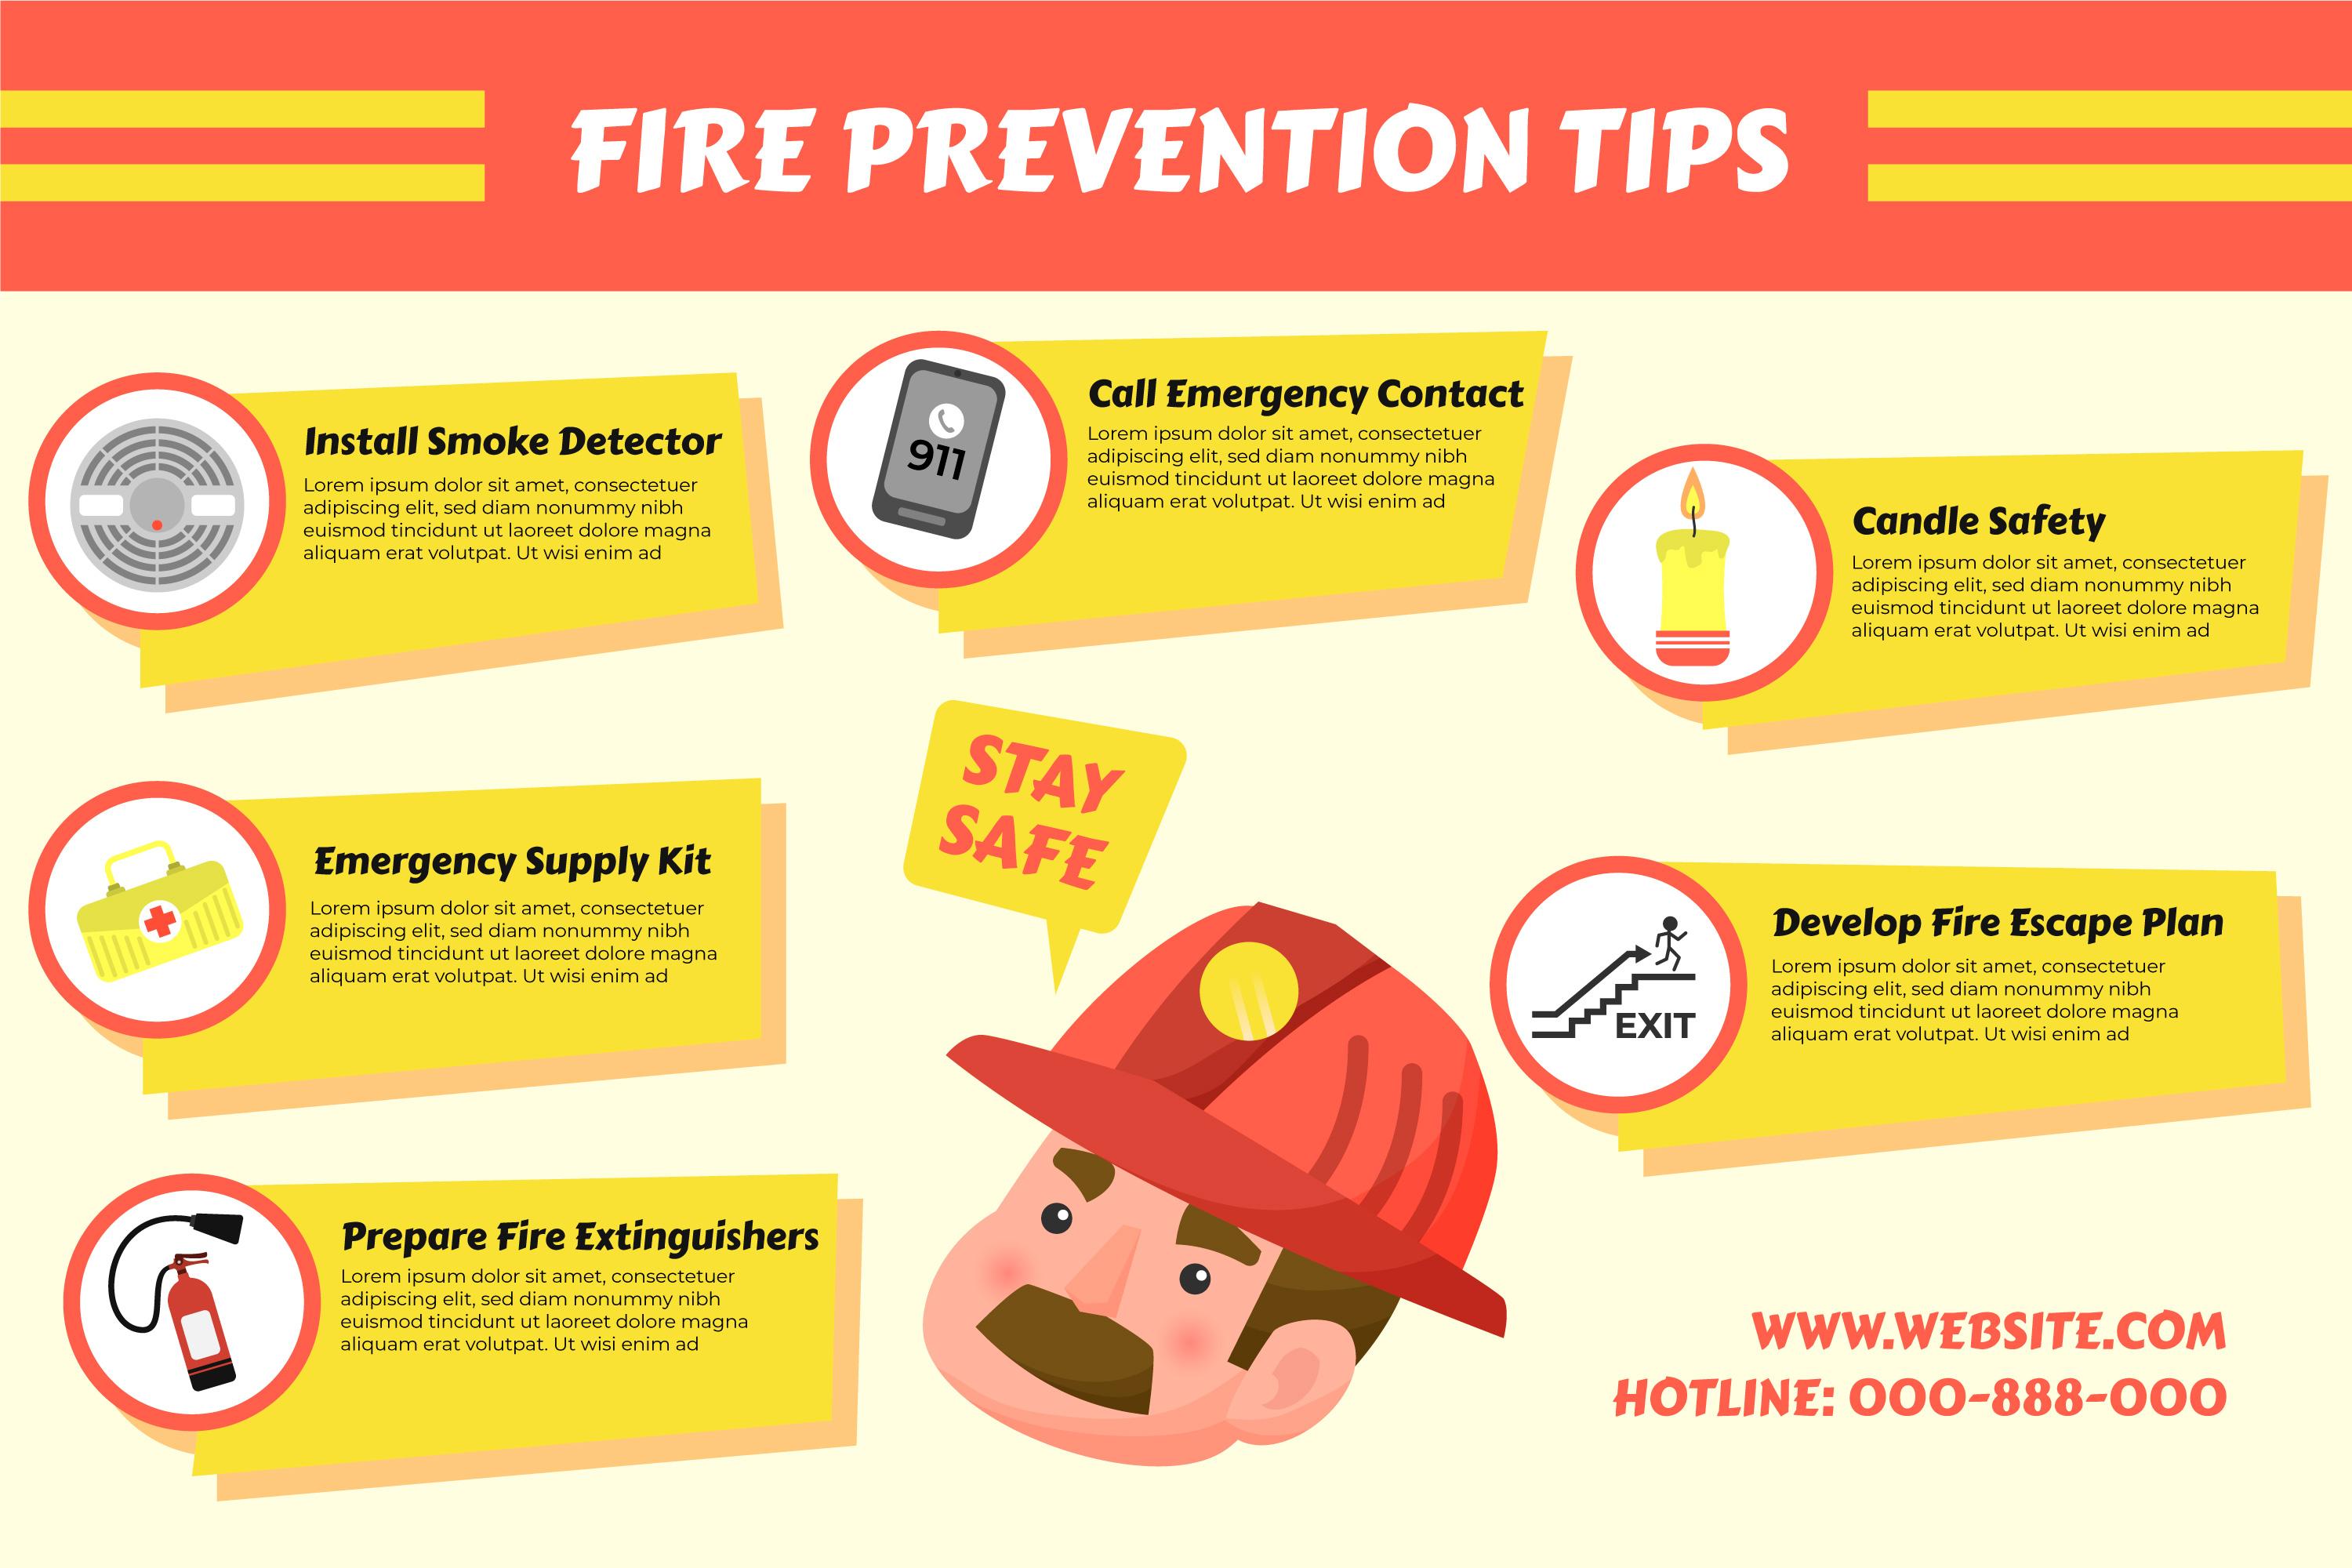 FIRE PREVENTION TIPS
Install Smoke Detector
Lorem ipsum dolor sit amet, consectetuer
adipiscing elit, sed diam nonummy nibh
euismod tincidunt ut laoreet dolore magna
aliquam erat volutpat. Ut wisi enim ad
911
Call Emergency Contact
Lorem ipsum dolor sit amet, consectetuer
adipiscing elit, sed diam nonummy nibh
euismod tincidunt ut laoreet dolore magna
aliquam erat volutpat. Ut wisi enim ad
Candle Safety
Lorem ipsum dolor sit amet, consectetuer
adipiscing elit, sed diam nonummy nibh
euismod tincidunt ut laoreet dolore magna
aliquam erat volutpat. Ut wisi enim ad
STAY
SAFE
Emergency Supply Kit
Lorem ipsum dolor sit amet, consectetuer
adipiscing elit, sed diam nonummy nibh
euismod tincidunt ut laoreet dolore magna
aliquam erat volutpat. Ut wisi enim ad
EXIT
Develop Fire Escape Plan
Lorem ipsum dolor sit amet, consectetuer
adipiscing elit, sed diam nonummy nibh
euismod tincidunt ut laoreet dolore magna
aliquam erat volutpat. Ut wisi enim ad
Prepare Fire Extinguishers
Lorem ipsum dolor sit amet, consectetuer
adipiscing elit, sed diam nonummy nibh
euismod tincidunt ut laoreet dolore magna
aliquam erat volutpat. Ut wisi enim ad
WWW.WEBSITE.COM
HOTLINE: 000-888-000